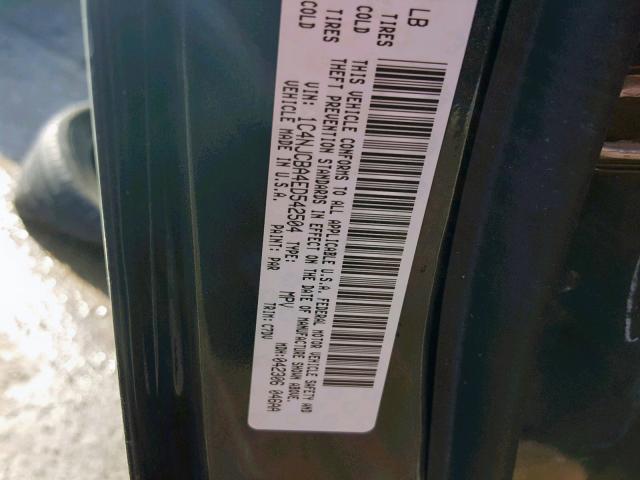 LB
TIRES COLD
TIRES COLD
THIS VEHICLE CONFORMS TO ALL APPLICABLE U.S.A. FEDERAL MOTOR VEHICLE SAFETY AND
THEFT PREVENTION STANDARDS IN EFFECT ON THE DATE OF MANUFACTURE SHOWN ABOVE.
VIN: 1C4NJCBA4ED542504 TYPE: MPV MDH:042306 046AA
VEHICLE MADE IN U.S.A. PAINT: PAR TRIM: C7DV